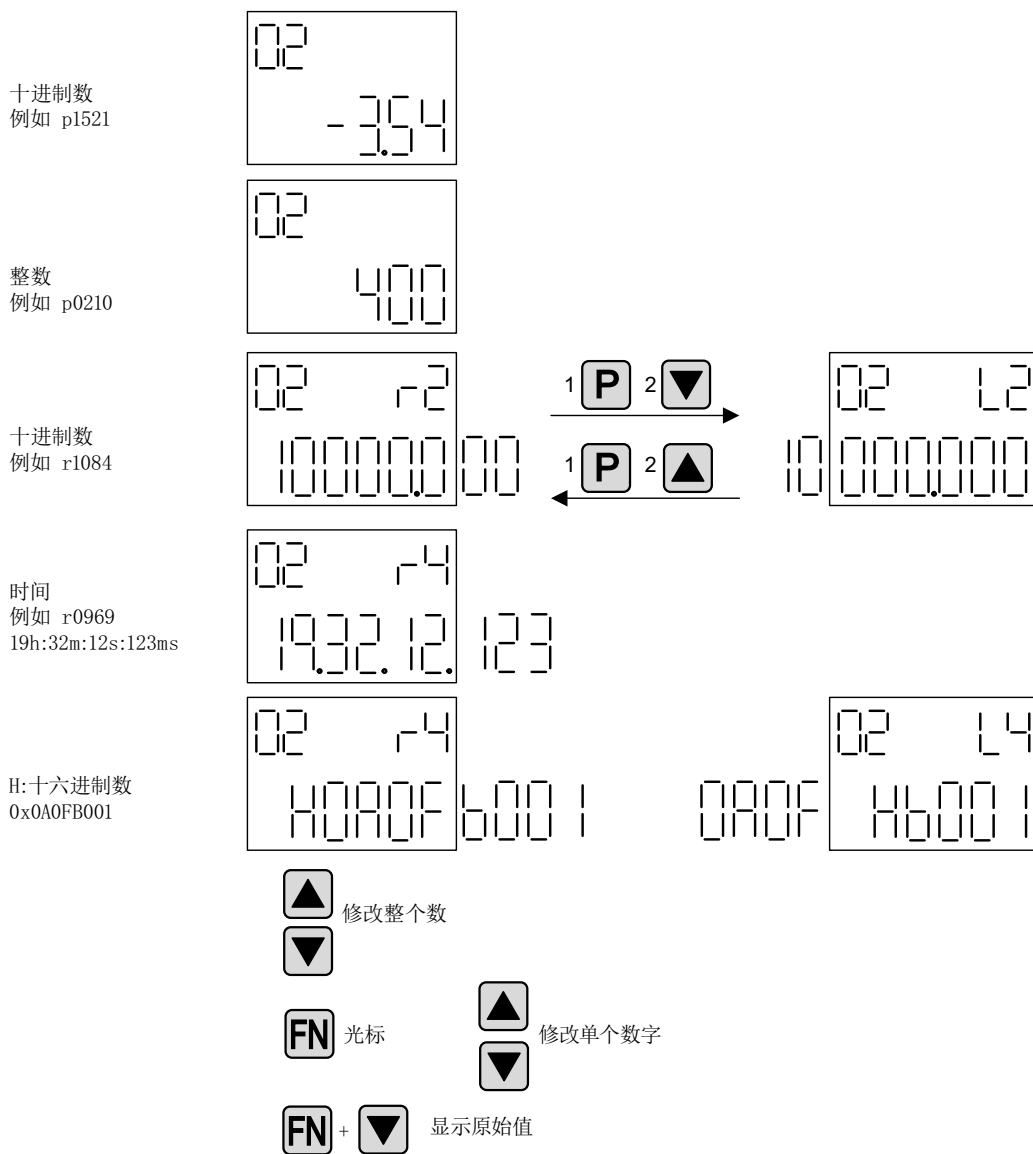 02
十进制数
例如 p1521
-3.54
02
整数
例如 p0210
400
02 r2
1 P 2
02 L2
十进制数
例如 r1084
10000.0 00
1 P 2
10 000.000
02 r4
时间
例如 r0969
19h:32m:12s:123ms
19.32.12. 123
02 r4
02 L4
H:十六进制数
0x0A0FB001
H0A0F b001
0A0F Hb001
修改整个数
FN 光标
修改单个数字
FN + 显示原始值